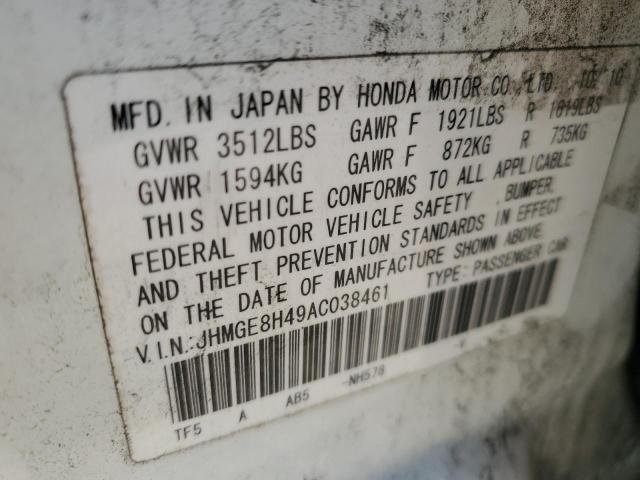 MFD. IN JAPAN BY HONDA MOTOR CO., LTD. 10
GVWR 3512LBS GAWR F 1921LBS R 1819LBS
GVWR 1594KG GAWR F 872KG R 735KG
THIS VEHICLE CONFORMS TO ALL APPLICABLE
FEDERAL MOTOR VEHICLE SAFETY, BUMPER,
AND THEFT PREVENTION STANDARDS IN EFFECT
ON THE DATE OF MANUFACTURE SHOWN ABOVE.
V.I.N.: JHMGE8H49AC038461 TYPE: PASSENGER CAR
TF5 A AB5 -NH578